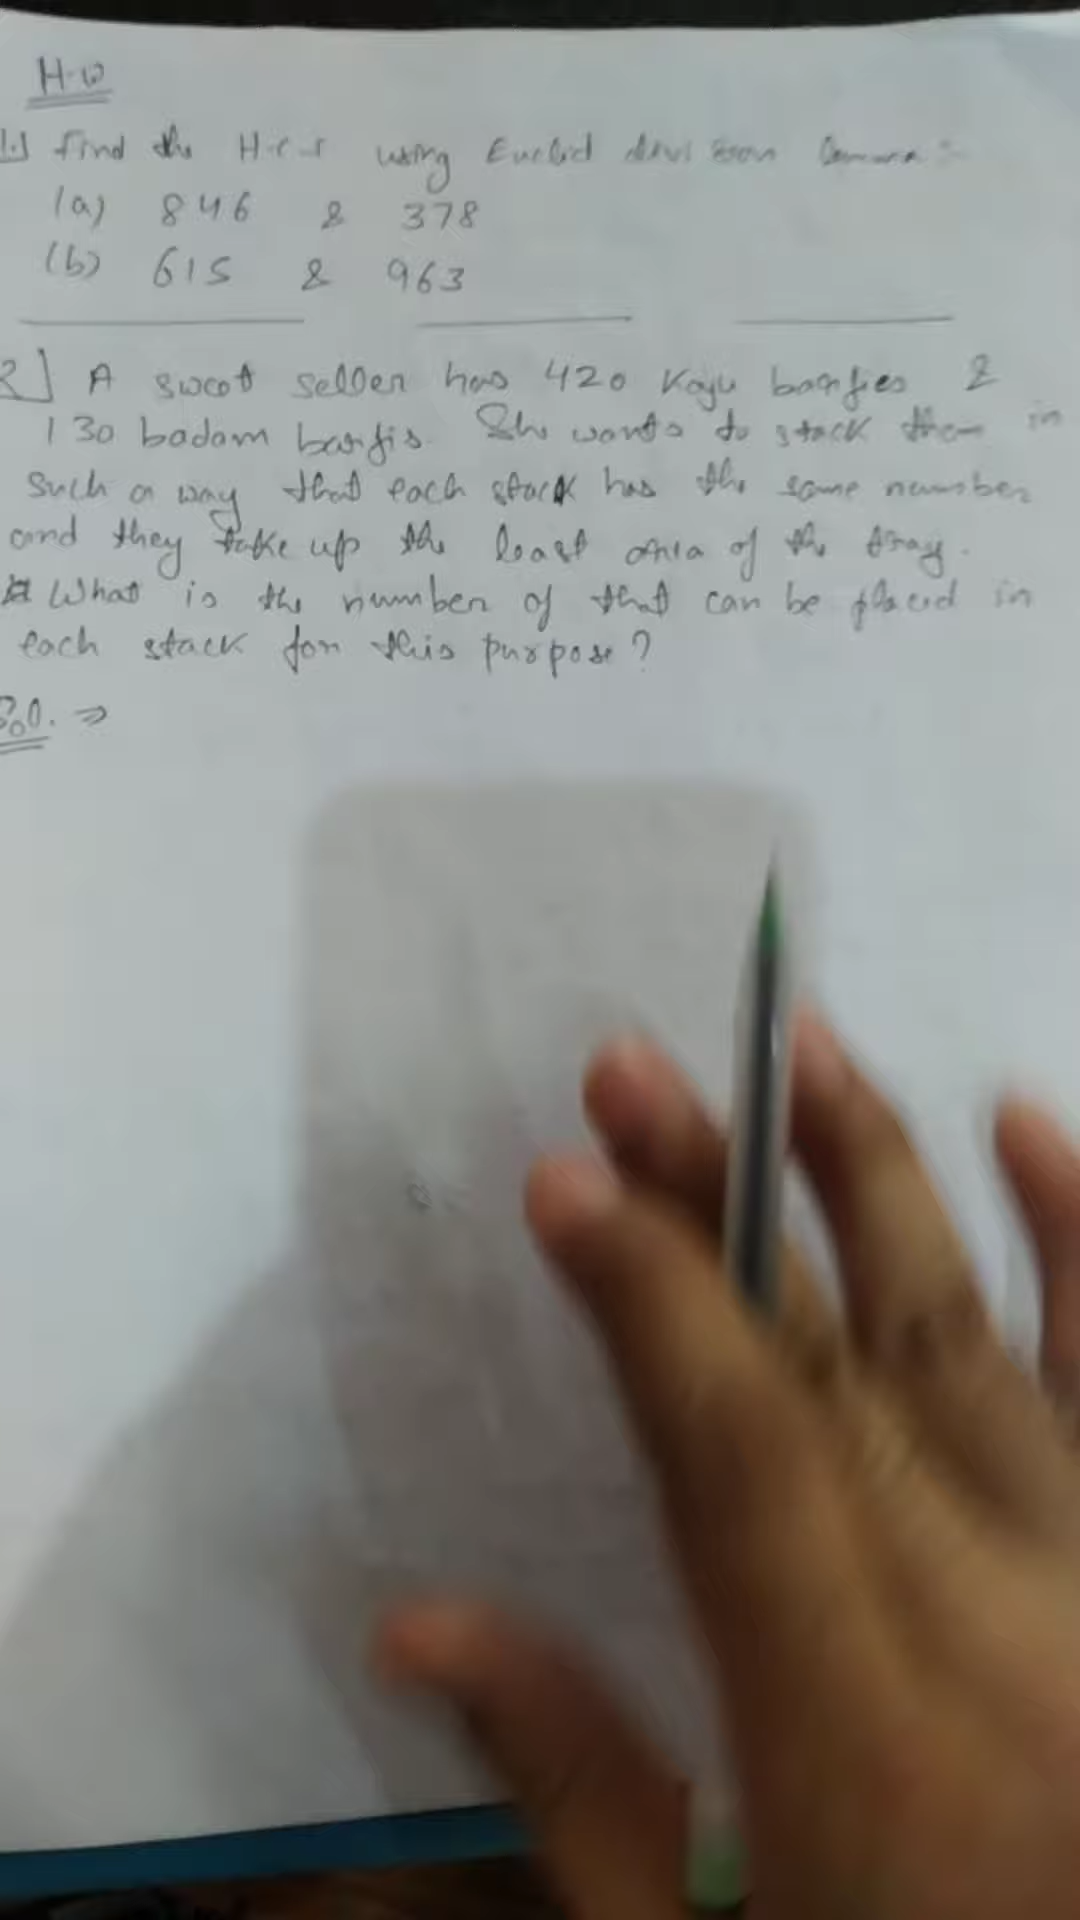 H.W
1.] Find the H.C.F using Euclid division Lemma :-
(a) 846 & 378
(b) 615 & 963
2] A sweet seller has 420 Kaju barfies &
130 badam barfis. She wants to stack them in
such a way that each stack has the same number
and they take up the least area of the tray.
What is the number of that can be placed in
each stack for this purpose?
Sol. ⇒